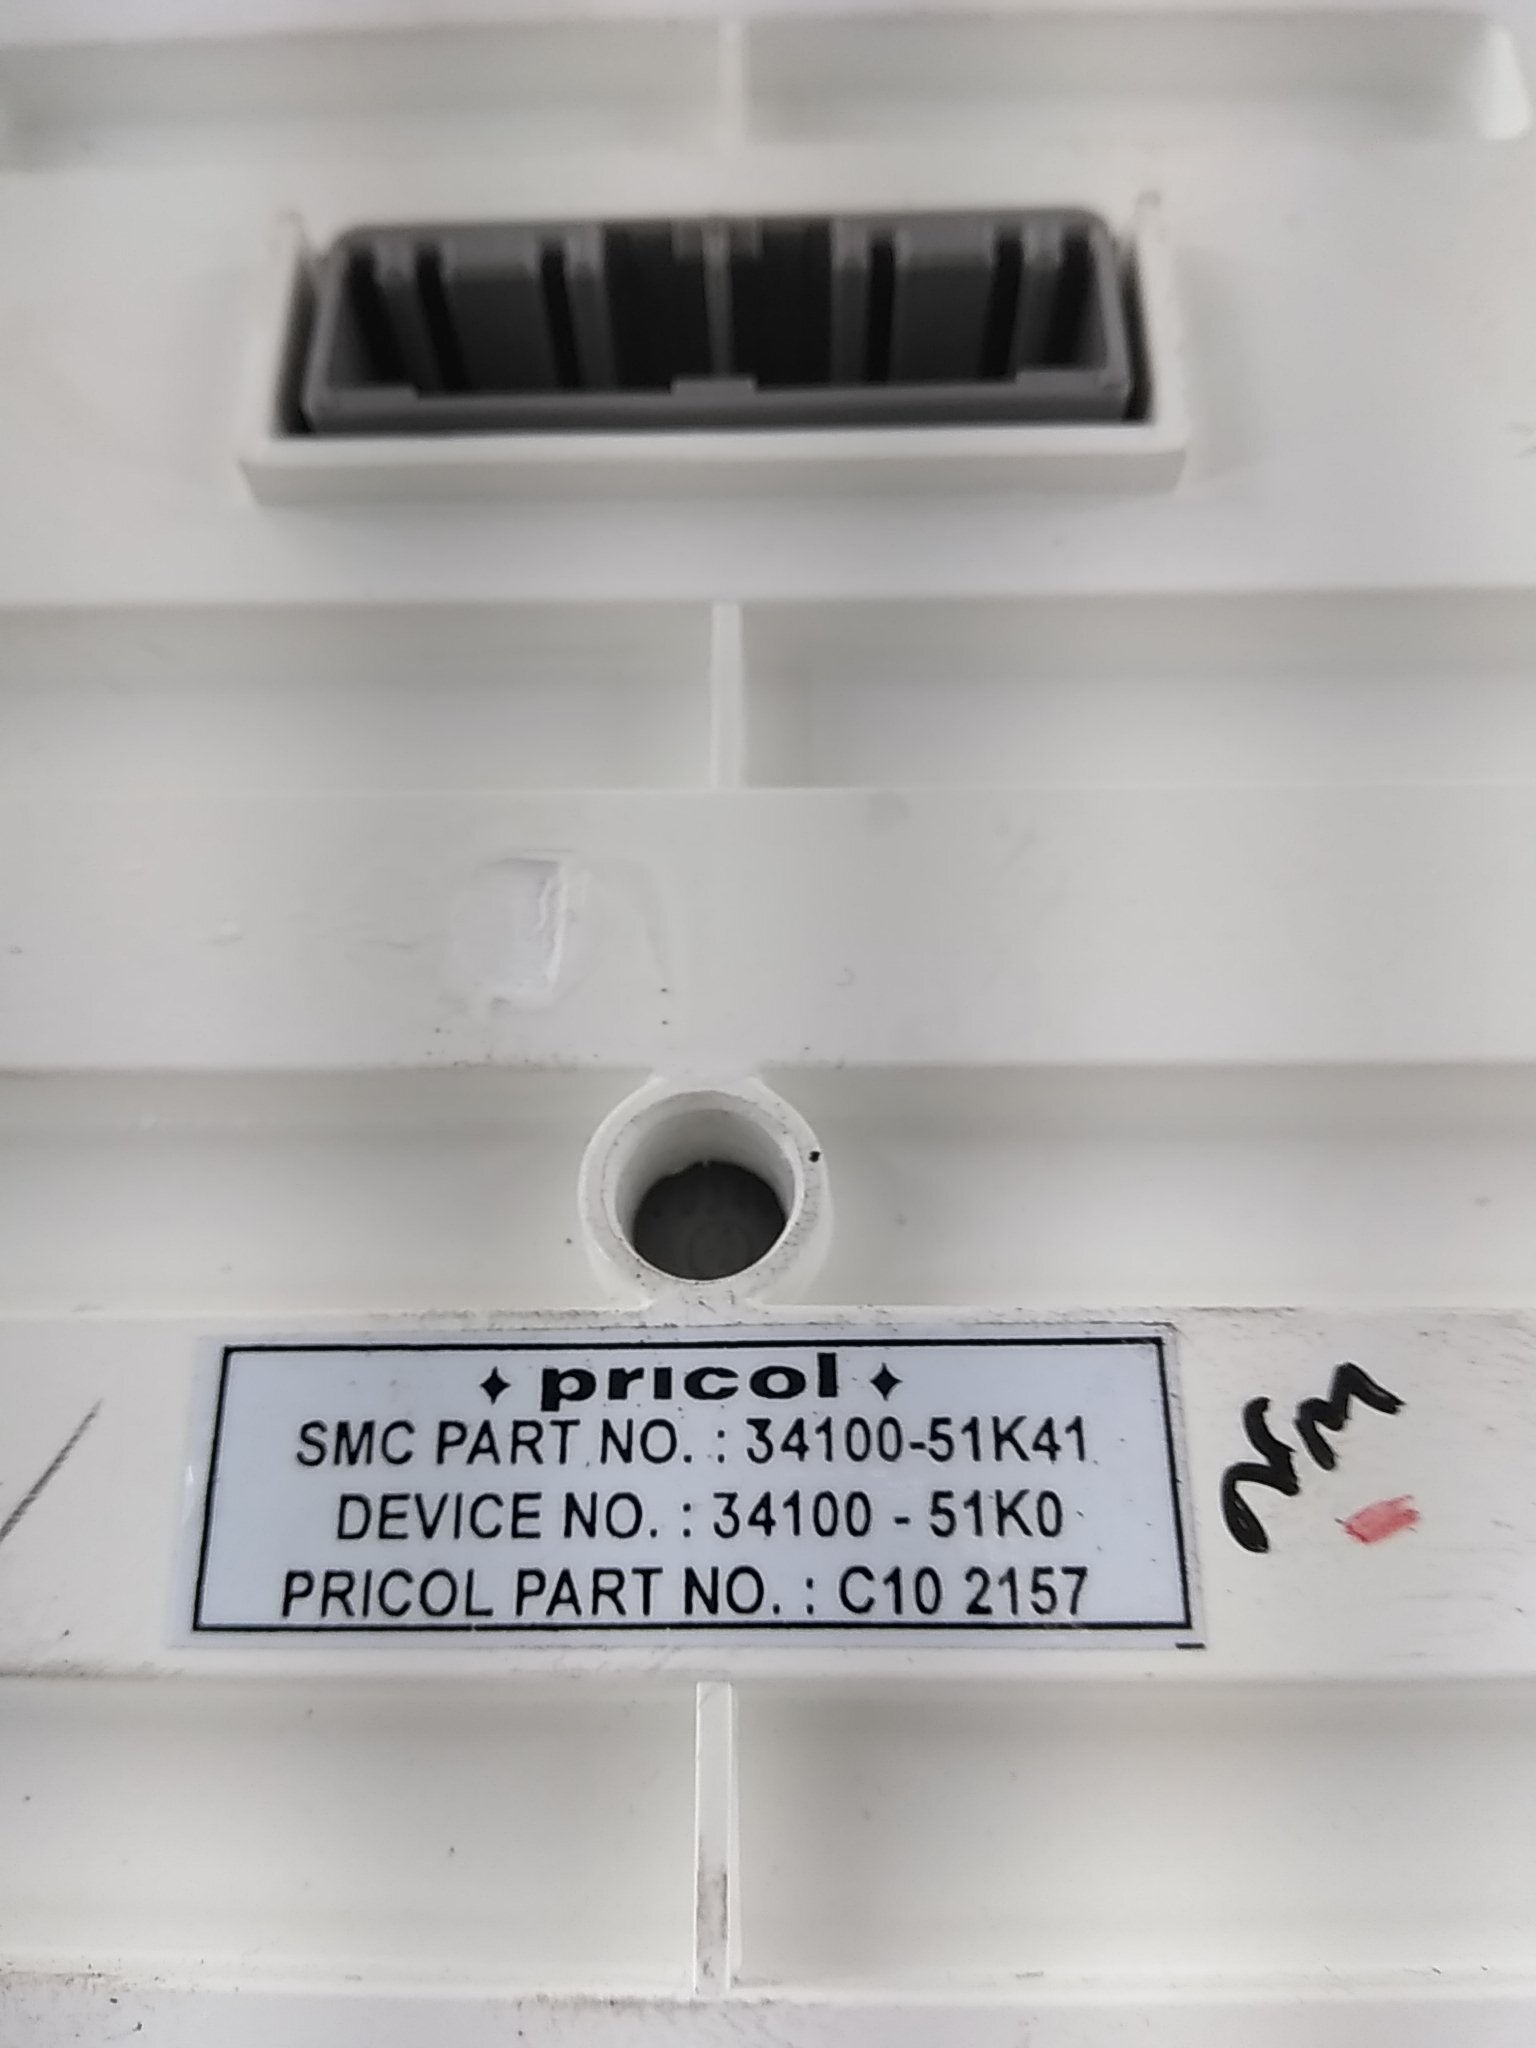 pricol
SMC PART NO. : 34100-51K41
DEVICE NO. : 34100 - 51K0
PRICOL PART NO. : C10 2157